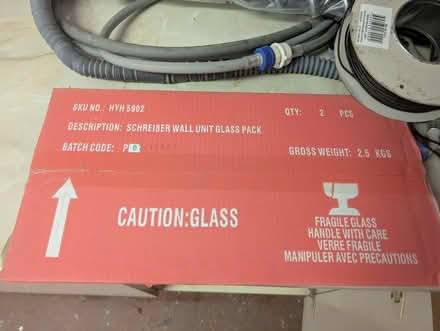 SKU NO.: HYH 5902
QTY: 2 PCS
DESCRIPTION: SCHREIBER WALL UNIT GLASS PACK
BATCH CODE: P 6
GROSS WEIGHT: 2.5 KGS
CAUTION:GLASS
FRAGILE GLASS
HANDLE WITH CARE
VERRE FRAGILE
MANIPULER AVEC PRECAUTIONS